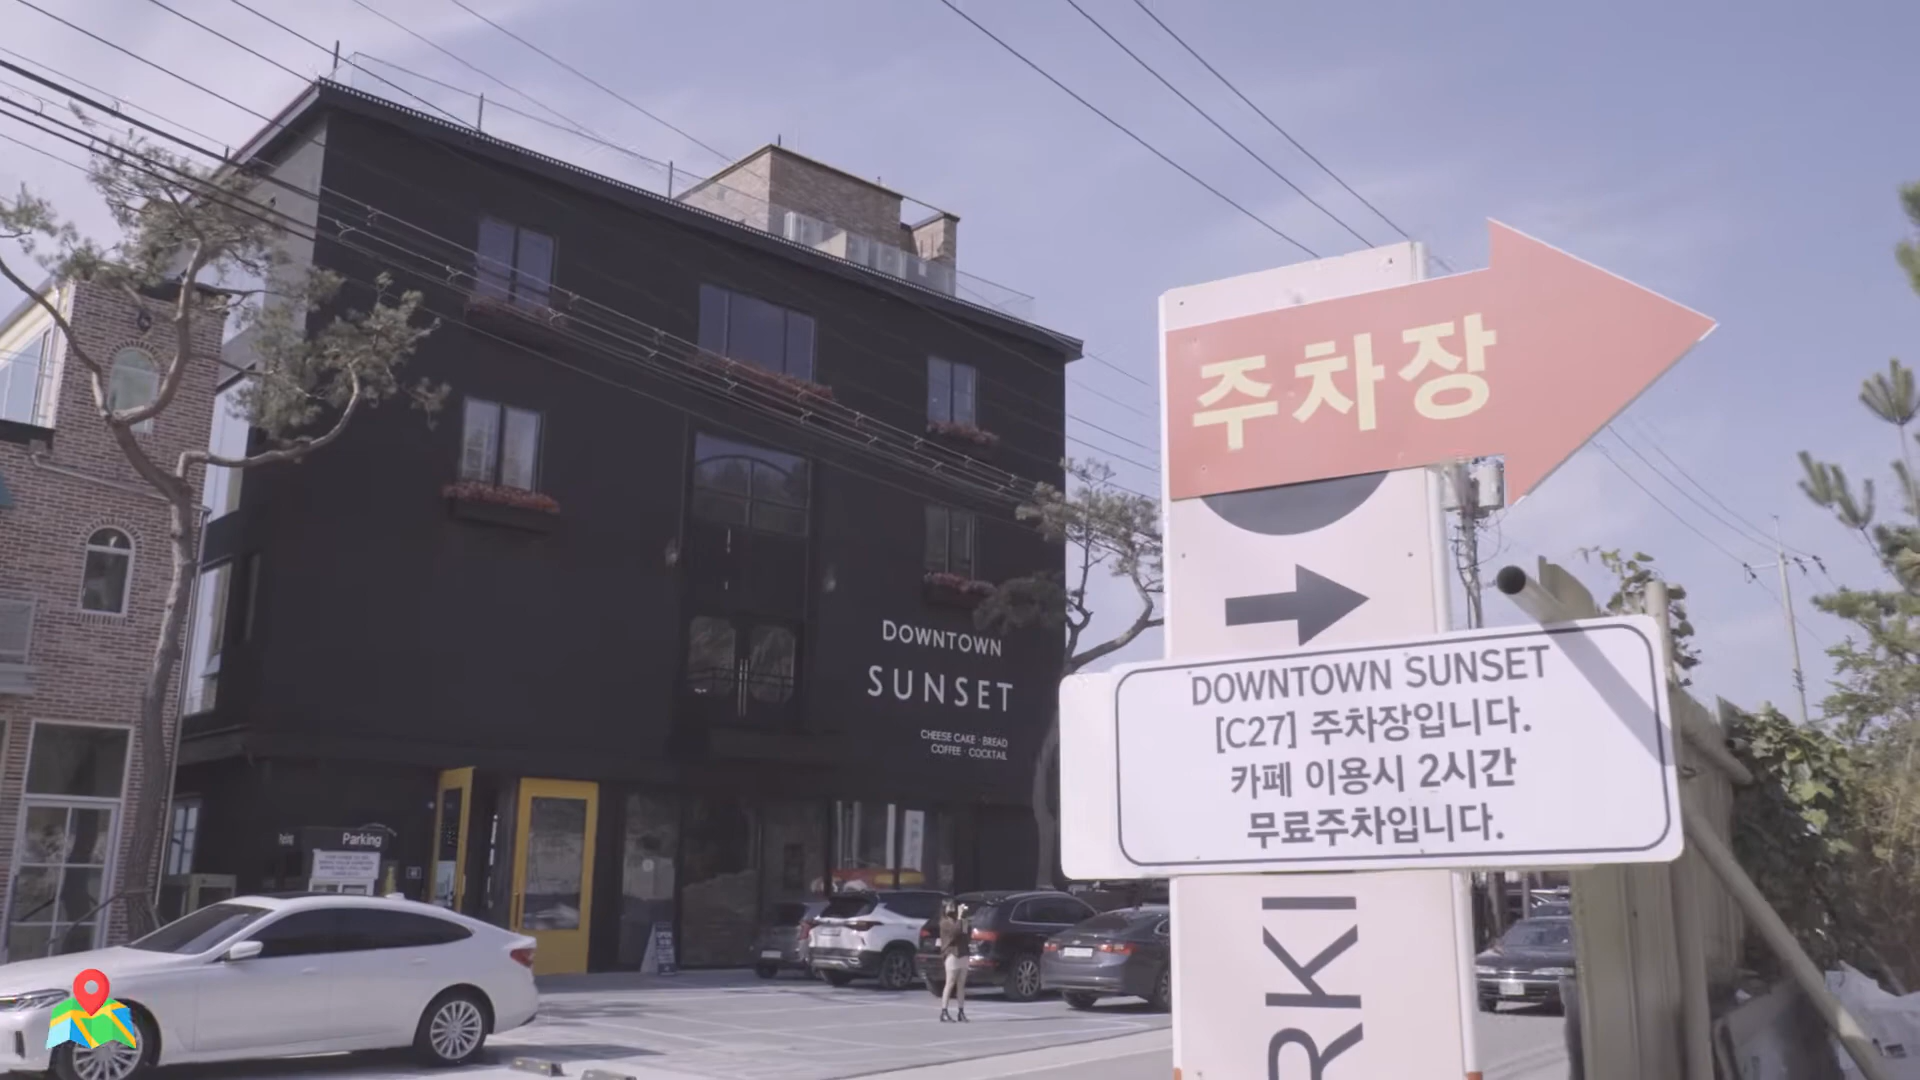 DOWNTOWN
SUNSET
CHEESE CAKE · BREAD
COFFEE · COCKTAIL
Parking
주차장
DOWNTOWN SUNSET
[C27] 주차장입니다.
카페 이용시 2시간
무료주차입니다.
RKI